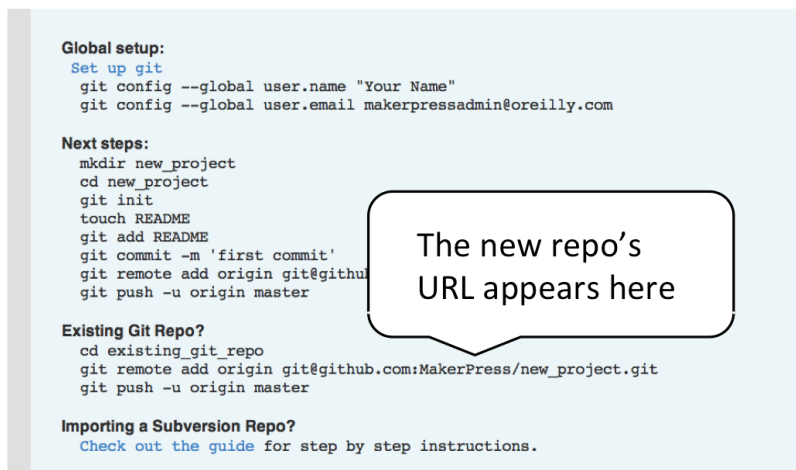 Global setup:
Set up git
git config --global user.name "Your Name"
git config --global user.email makerpressadmin@oreilly.com
Next steps:
mkdir new_project
cd new_project
git init
touch README
git add README
git commit -m 'first commit'
git remote add origin git@githu
git push -u origin master
The new repo's
URL appears here
Existing Git Repo?
cd existing_git_repo
git remote add origin git@github.com:MakerPress/new_project.git
git push -u origin master
Importing a Subversion Repo?
Check out the guide for step by step instructions.